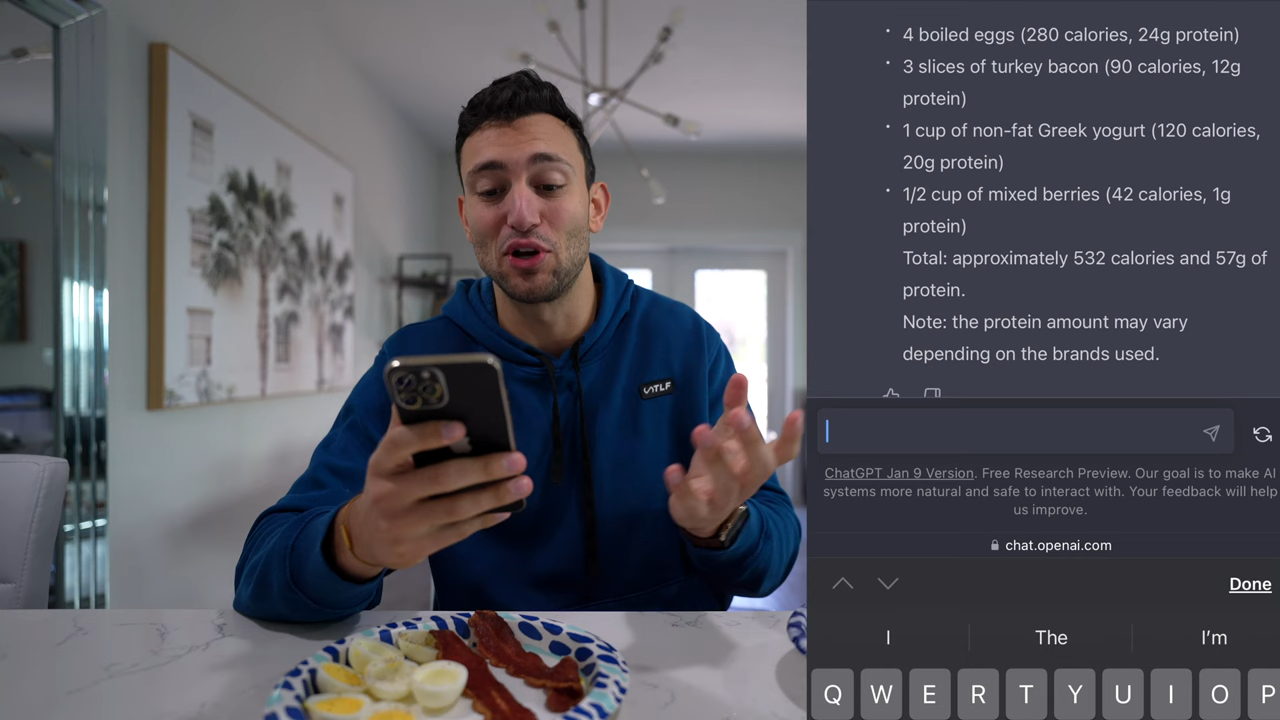 4 boiled eggs (280 calories, 24g protein)
3 slices of turkey bacon (90 calories, 12g
protein)
1 cup of non-fat Greek yogurt (120 calories,
20g protein)
1/2 cup of mixed berries (42 calories, 1g
protein)
Total: approximately 532 calories and 57g of
protein.
Note: the protein amount may vary
depending on the brands used.
ChatGPT Jan 9 Version. Free Research Preview. Our goal is to make AI
systems more natural and safe to interact with. Your feedback will help
us improve.
chat.openai.com
Done
I The I'm
Q W E R T Y U I O P